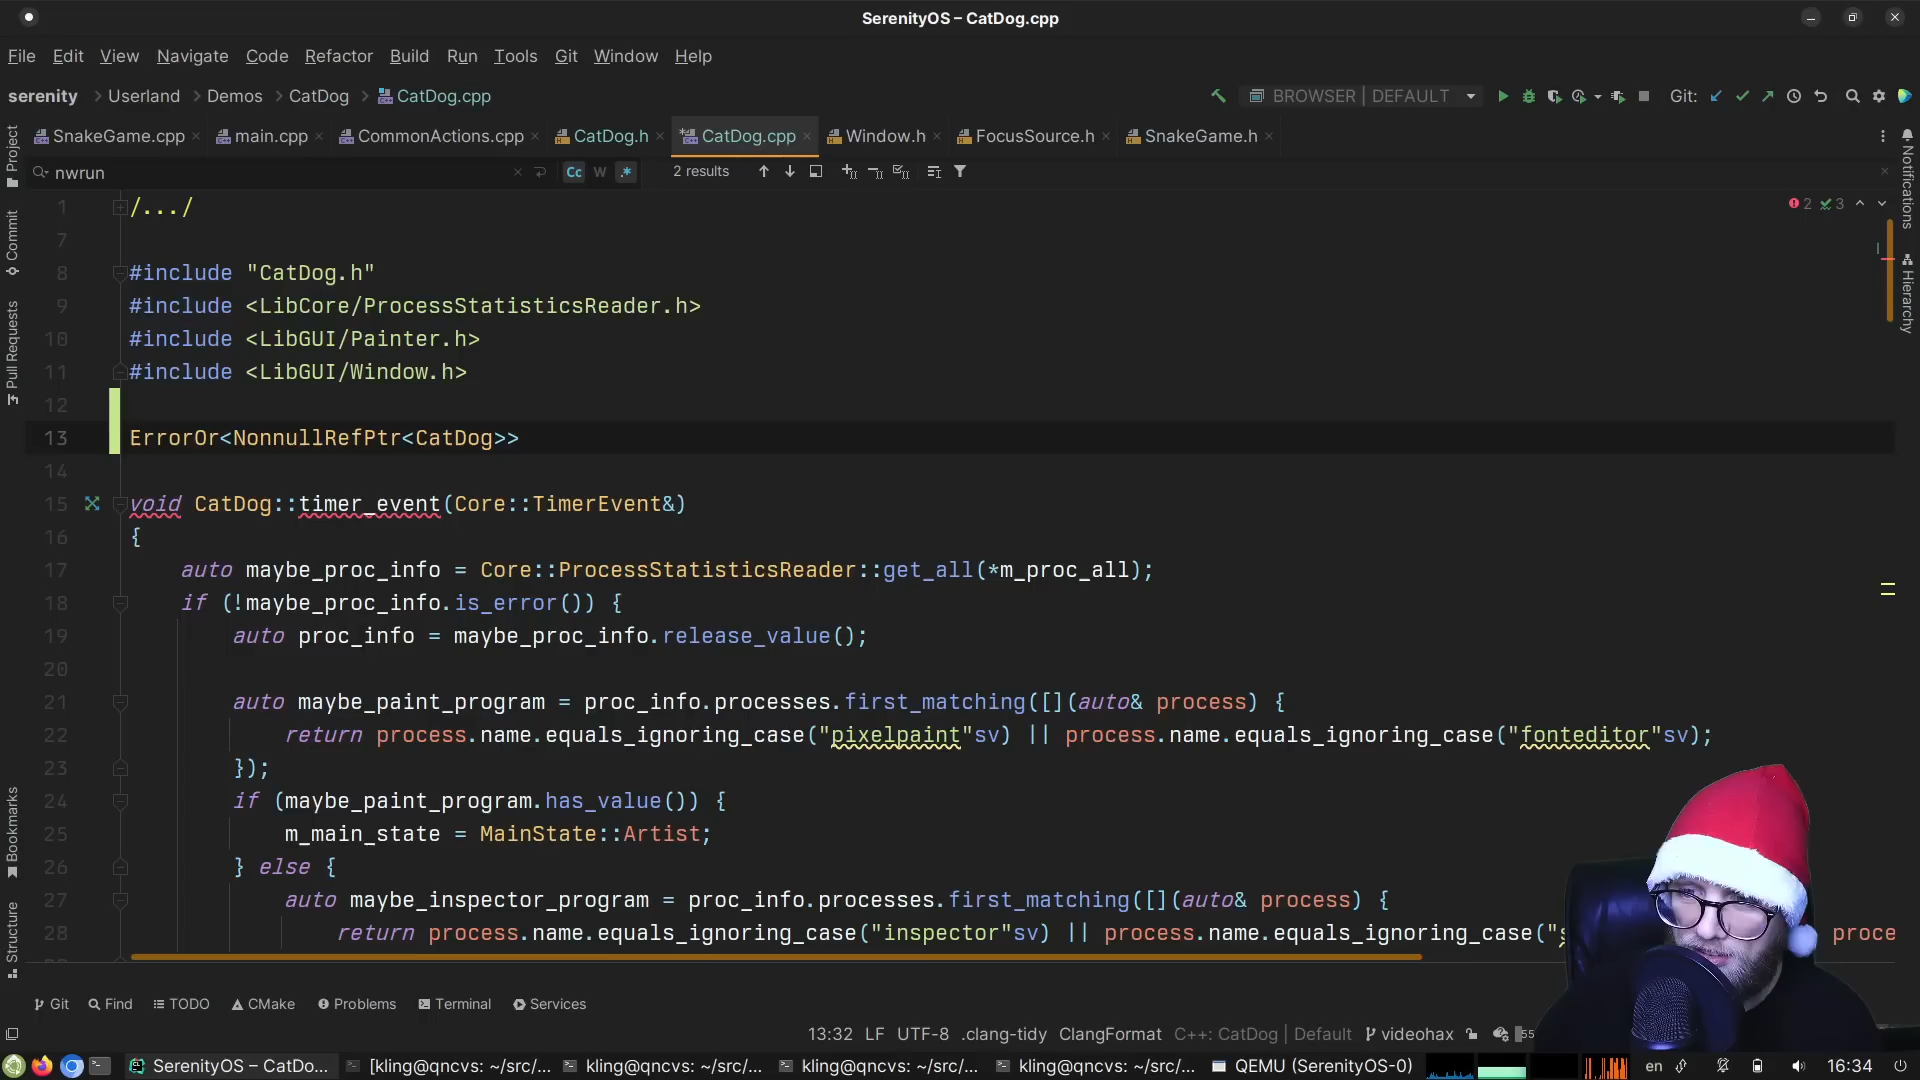 SerenityOS – CatDog.cpp
File Edit View Navigate Code Refactor Build Run Tools Git Window Help
serenity Userland Demos CatDog CatDog.cpp
BROWSER | DEFAULT
Git:
SnakeGame.cpp main.cpp CommonActions.cpp CatDog.h CatDog.cpp Window.h FocusSource.h SnakeGame.h
nwrun
Cc W .*
2 results
Project
Commit
Pull Requests
Bookmarks
Structure
Notifications
Hierarchy
2 3
1 /.../
7
8 #include "CatDog.h"
9 #include <LibCore/ProcessStatisticsReader.h>
10 #include <LibGUI/Painter.h>
11 #include <LibGUI/Window.h>
12
13 ErrorOr<NonnullRefPtr<CatDog>>
14
15 void CatDog::timer_event(Core::TimerEvent&)
16 {
17 auto maybe_proc_info = Core::ProcessStatisticsReader::get_all(*m_proc_all);
18 if (!maybe_proc_info.is_error()) {
19 auto proc_info = maybe_proc_info.release_value();
20
21 auto maybe_paint_program = proc_info.processes.first_matching([](auto& process) {
22 return process.name.equals_ignoring_case("pixelpaint"sv) || process.name.equals_ignoring_case("fonteditor"sv);
23 });
24 if (maybe_paint_program.has_value()) {
25 m_main_state = MainState::Artist;
26 } else {
27 auto maybe_inspector_program = proc_info.processes.first_matching([](auto& process) {
28 return process.name.equals_ignoring_case("inspector"sv) || process.name.equals_ignoring_case("
Git Find TODO CMake Problems Terminal Services
13:32 LF UTF-8 .clang-tidy ClangFormat C++: CatDog | Default videohax
SerenityOS – CatDo... [kling@qncvs: ~/src/... kling@qncvs: ~/src/... kling@qncvs: ~/src/... kling@qncvs: ~/src/... QEMU (SerenityOS-0) en 16:34